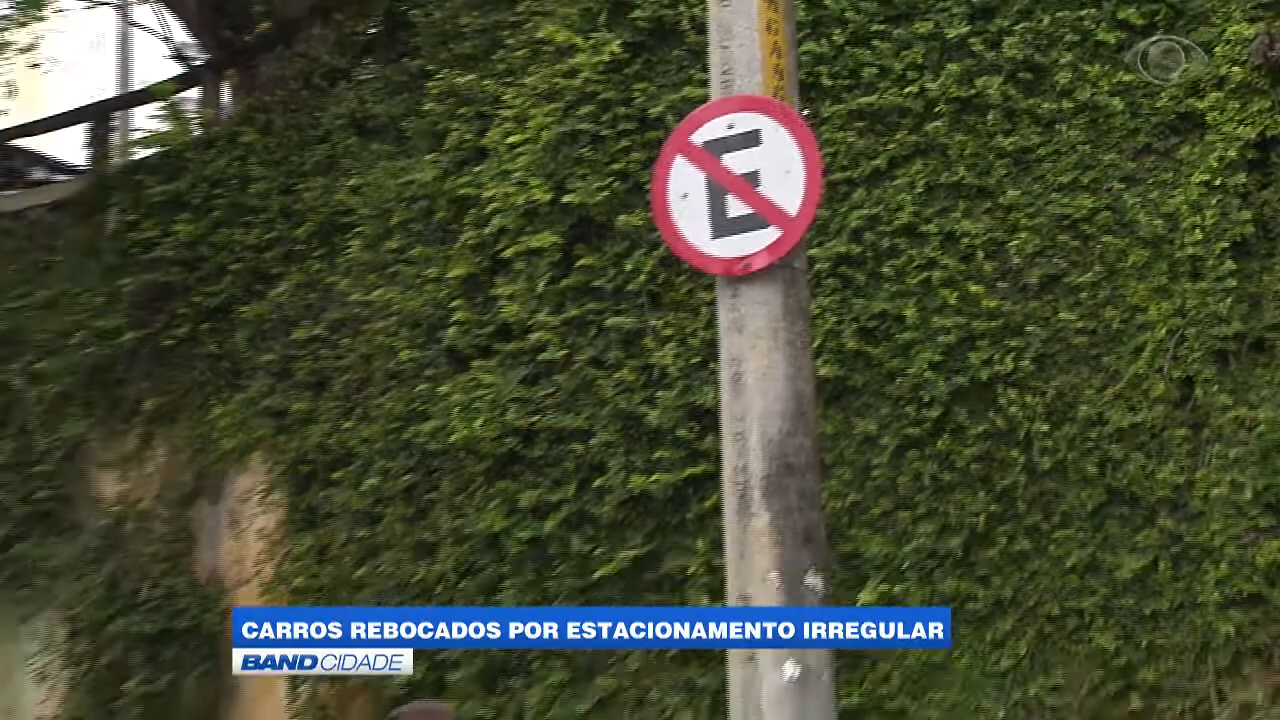 E
CARROS REBOCADOS POR ESTACIONAMENTO IRREGULAR
BAND CIDADE